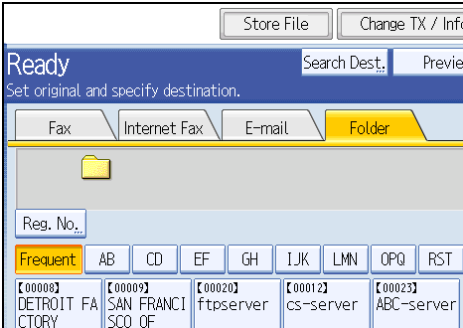 Store File
Change TX / Info
Ready
Search Dest.
Previe
Set original and specify destination.
Fax
Internet Fax
E-mail
Folder
Reg. No.
Frequent
AB
CD
EF
GH
IJK
LMN
OPQ
RST
【00008】
DETROIT FA
CTORY
【00009】
SAN FRANCI
SCO OF
【00020】
ftpserver
【00012】
cs-server
【00023】
ABC-server